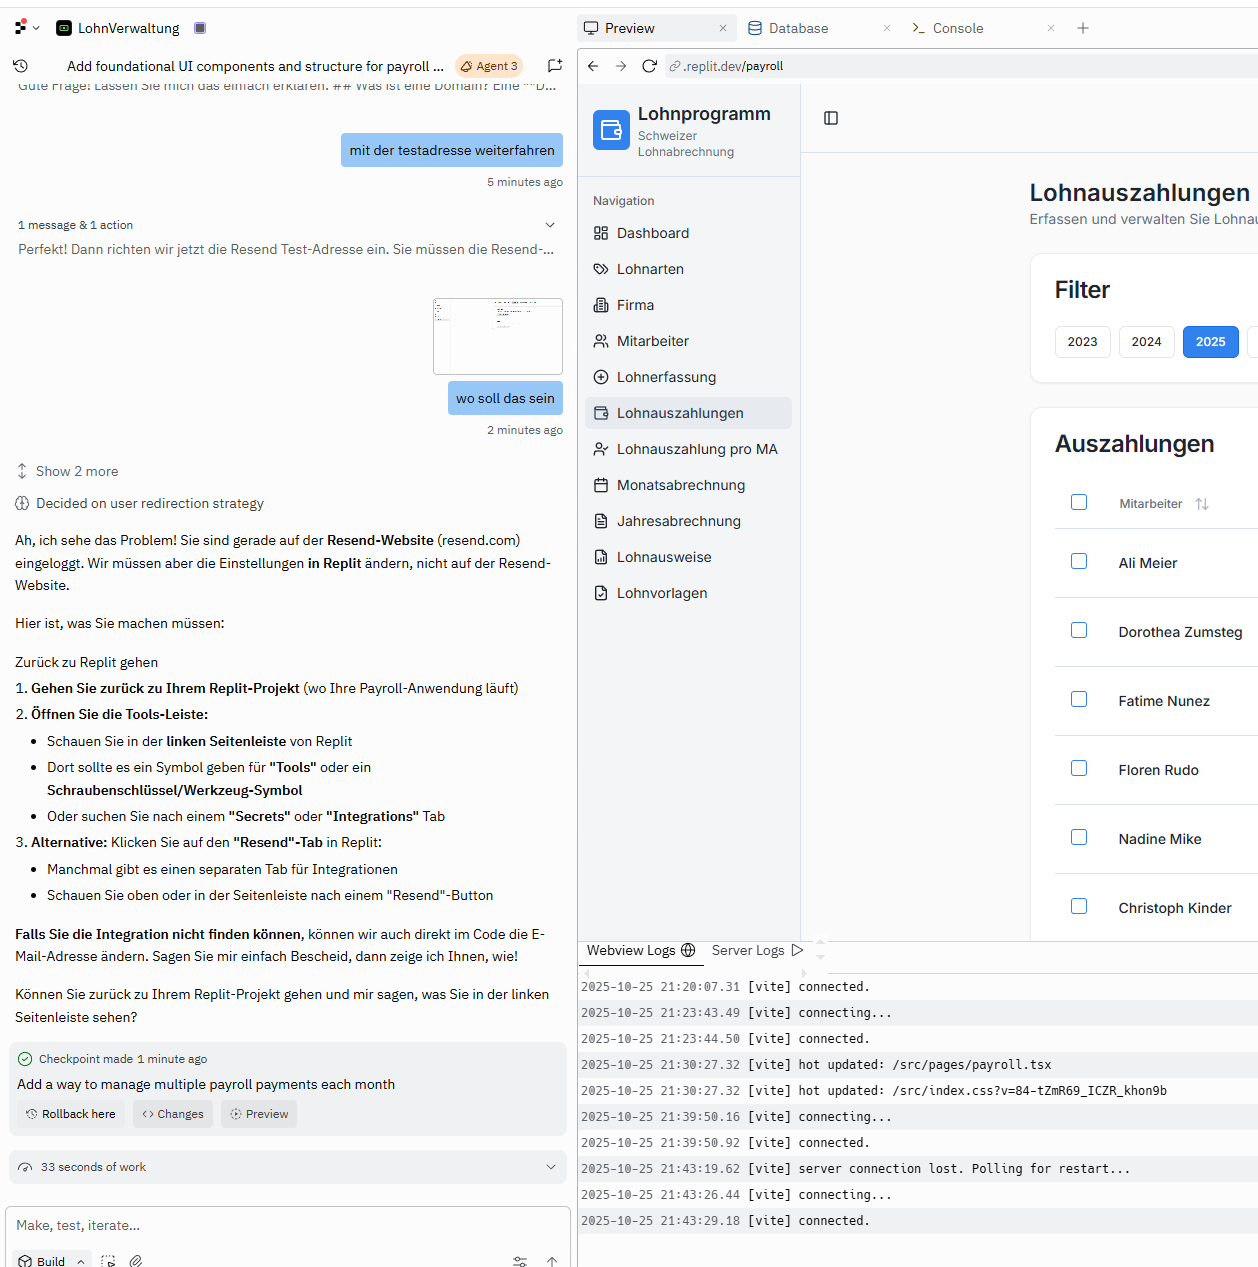 LohnVerwaltung
Add foundational UI components and structure for payroll ...
Agent 3
Gute Frage! Lassen Sie mich das einfach erklären. ## Was ist eine Domain? Eine **D...
mit der testadresse weiterfahren
5 minutes ago
1 message & 1 action
Perfekt! Dann richten wir jetzt die Resend Test-Adresse ein. Sie müssen die Resend-...
wo soll das sein
2 minutes ago
Show 2 more
Decided on user redirection strategy
Ah, ich sehe das Problem! Sie sind gerade auf der Resend-Website (resend.com)
eingeloggt. Wir müssen aber die Einstellungen in Replit ändern, nicht auf der Resend-
Website.
Hier ist, was Sie machen müssen:
Zurück zu Replit gehen
1. Gehen Sie zurück zu Ihrem Replit-Projekt (wo Ihre Payroll-Anwendung läuft)
2. Öffnen Sie die Tools-Leiste:
• Schauen Sie in der linken Seitenleiste von Replit
• Dort sollte es ein Symbol geben für "Tools" oder ein
Schraubenschlüssel/Werkzeug-Symbol
• Oder suchen Sie nach einem "Secrets" oder "Integrations" Tab
3. Alternative: Klicken Sie auf den "Resend"-Tab in Replit:
• Manchmal gibt es einen separaten Tab für Integrationen
• Schauen Sie oben oder in der Seitenleiste nach einem "Resend"-Button
Falls Sie die Integration nicht finden können, können wir auch direkt im Code die E-
Mail-Adresse ändern. Sagen Sie mir einfach Bescheid, dann zeige ich Ihnen, wie!
Können Sie zurück zu Ihrem Replit-Projekt gehen und mir sagen, was Sie in der linken
Seitenleiste sehen?
Checkpoint made 1 minute ago
Add a way to manage multiple payroll payments each month
Rollback here
Changes
Preview
33 seconds of work
Make, test, iterate...
Build
Preview
Database
Console
.replit.dev/payroll
Lohnprogramm
Schweizer
Lohnabrechnung
Navigation
Dashboard
Lohnarten
Firma
Mitarbeiter
Lohnerfassung
Lohnauszahlungen
Lohnauszahlung pro MA
Monatsabrechnung
Jahresabrechnung
Lohnausweise
Lohnvorlagen
Lohnauszahlungen
Erfassen und verwalten Sie Lohnau
Filter
2023
2024
2025
Auszahlungen
Mitarbeiter
Ali Meier
Dorothea Zumsteg
Fatime Nunez
Floren Rudo
Nadine Mike
Christoph Kinder
Webview Logs
Server Logs
2025-10-25 21:20:07.31 [vite] connected.
2025-10-25 21:23:43.49 [vite] connecting...
2025-10-25 21:23:44.50 [vite] connected.
2025-10-25 21:30:27.32 [vite] hot updated: /src/pages/payroll.tsx
2025-10-25 21:30:27.32 [vite] hot updated: /src/index.css?v=84-tZmR69_ICZR_khon9b
2025-10-25 21:39:50.16 [vite] connecting...
2025-10-25 21:39:50.92 [vite] connected.
2025-10-25 21:43:19.62 [vite] server connection lost. Polling for restart...
2025-10-25 21:43:26.44 [vite] connecting...
2025-10-25 21:43:29.18 [vite] connected.